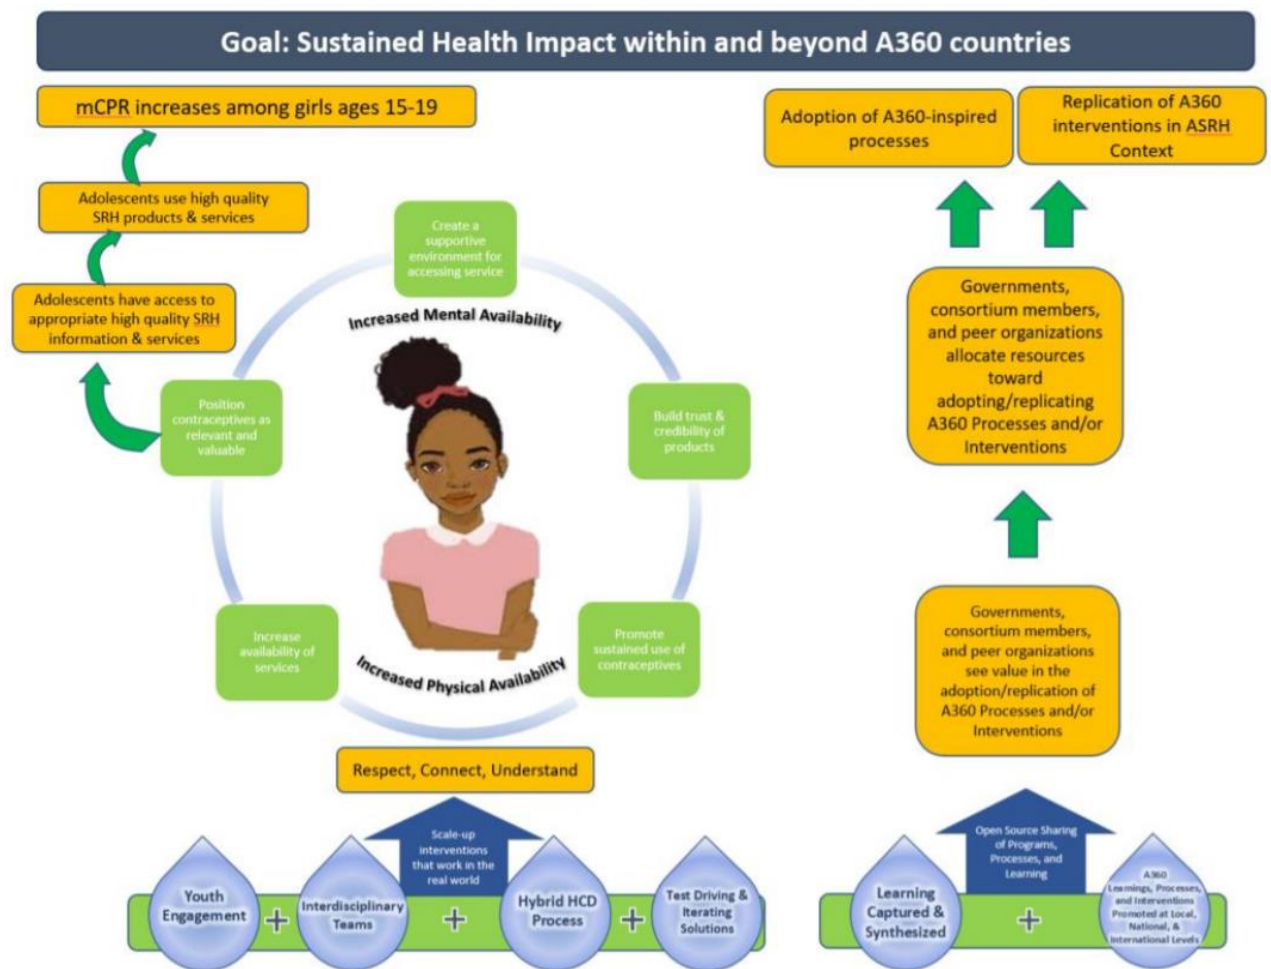 Goal: Sustained Health Impact within and beyond A360 countries
mCPR increases among girls ages 15-19
Adolescents use high quality
SRH products & services
Adolescents have access to
appropriate high quality SRH
information & services
Create a
supportive
environment for
accessing service
Increased Mental Availability
Position
contraceptives as
relevant and
valuable
Build trust &
credibility of
products
Increase
availability of
services
Promote
sustained use of
contraceptives
Increased Physical Availability
Respect, Connect, Understand
Scale-up
interventions
that work in the
real world
Youth
Engagement
+
Interdisciplinary
Teams
+
Hybrid HCD
Process
+
Test Driving &
Iterating
Solutions
Adoption of A360-inspired
processes
Replication of A360
interventions in ASRH
Context
Governments,
consortium members,
and peer organizations
allocate resources
toward
adopting/replicating
A360 Processes and/or
Interventions
Governments,
consortium members,
and peer organizations
see value in the
adoption/replication of
A360 Processes and/or
Interventions
Open Source Sharing
of Programs,
Processes, and
Learning
Learning
Captured &
Synthesized
+
A360
Learnings, Processes,
and Interventions
Promoted at Local,
National, &
International Levels